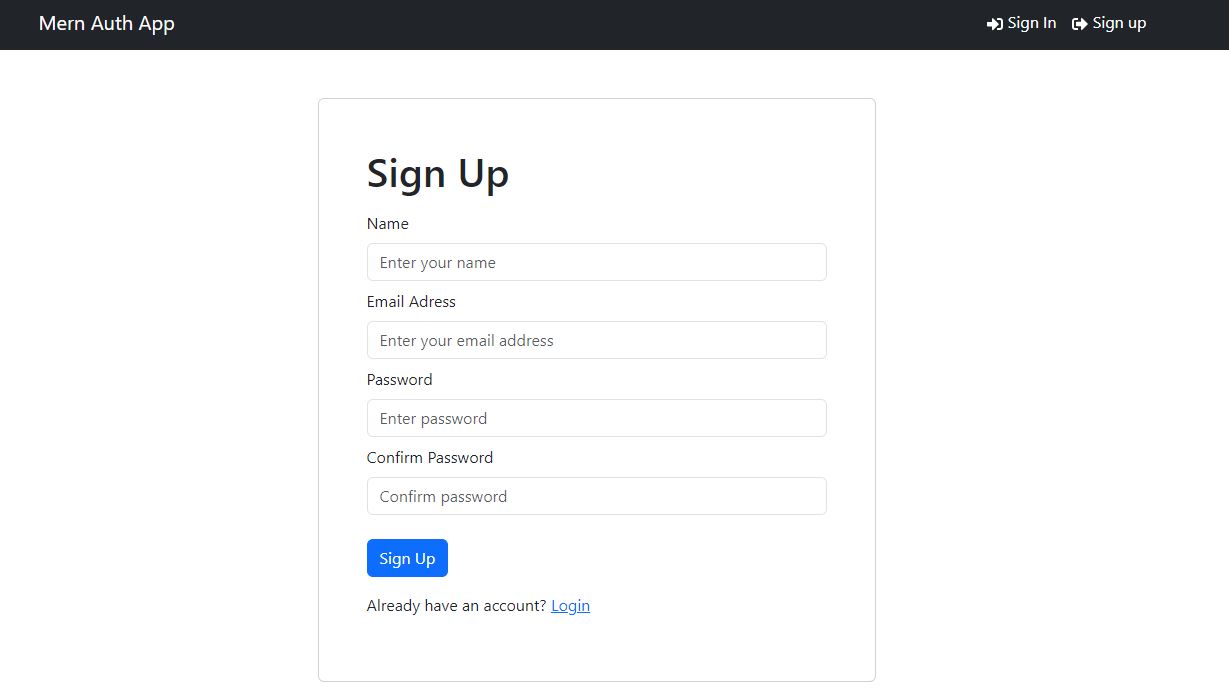 Mern Auth App
Sign In
Sign up
Sign Up
Name
Enter your name
Email Adress
Enter your email address
Password
Enter password
Confirm Password
Confirm password
Sign Up
Already have an account? Login